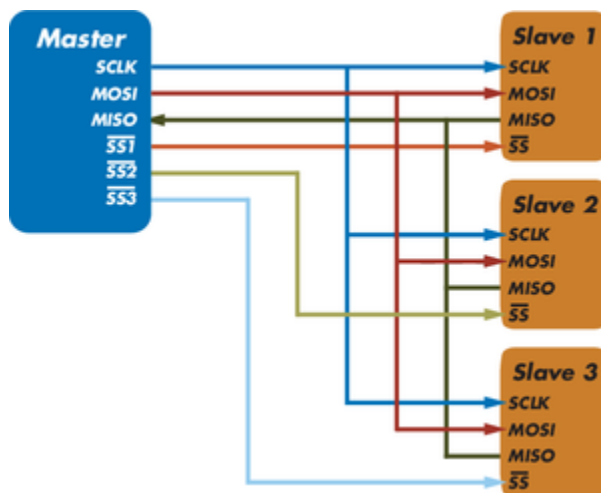 Master
SCLK
MOSI
MISO
SS1
SS2
SS3
Slave 1
SCLK
MOSI
MISO
SS
Slave 2
SCLK
MOSI
MISO
SS
Slave 3
SCLK
MOSI
MISO
SS